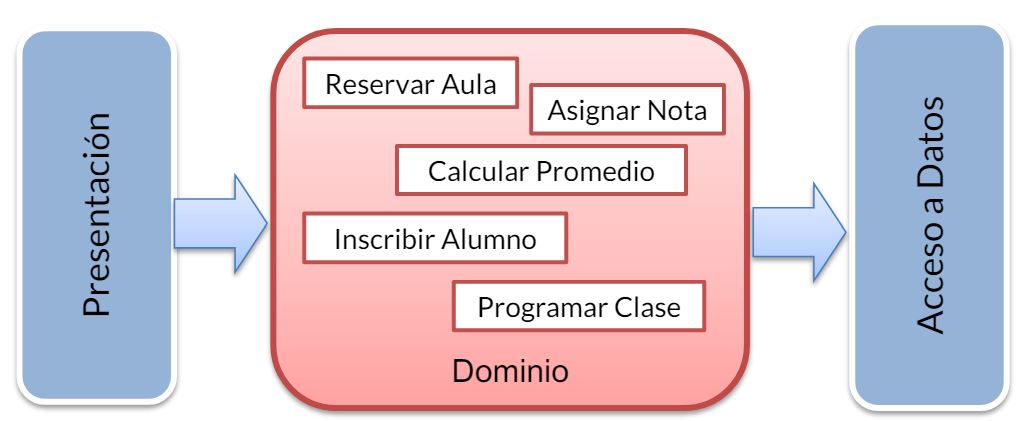 Presentación
Reservar Aula
Asignar Nota
Calcular Promedio
Inscribir Alumno
Programar Clase
Dominio
Acceso a Datos